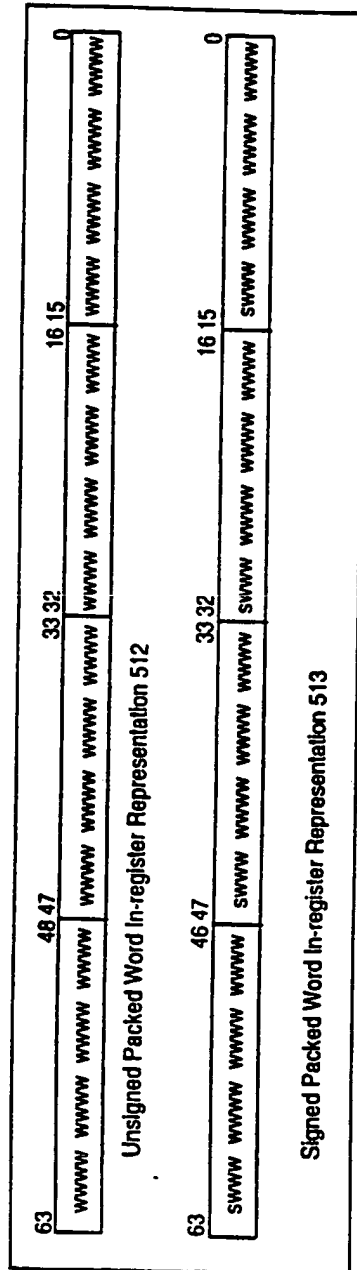 63 48 47 33 32 16 15 0
wwww wwww wwww wwww wwww wwww wwww wwww wwww wwww wwww wwww wwww wwww wwww wwww
Unsigned Packed Word In-register Representation 512
63 46 47 33 32 16 15 0
swww wwww wwww wwww swww wwww wwww wwww swww wwww wwww wwww swww wwww wwww wwww
Signed Packed Word In-register Representation 513